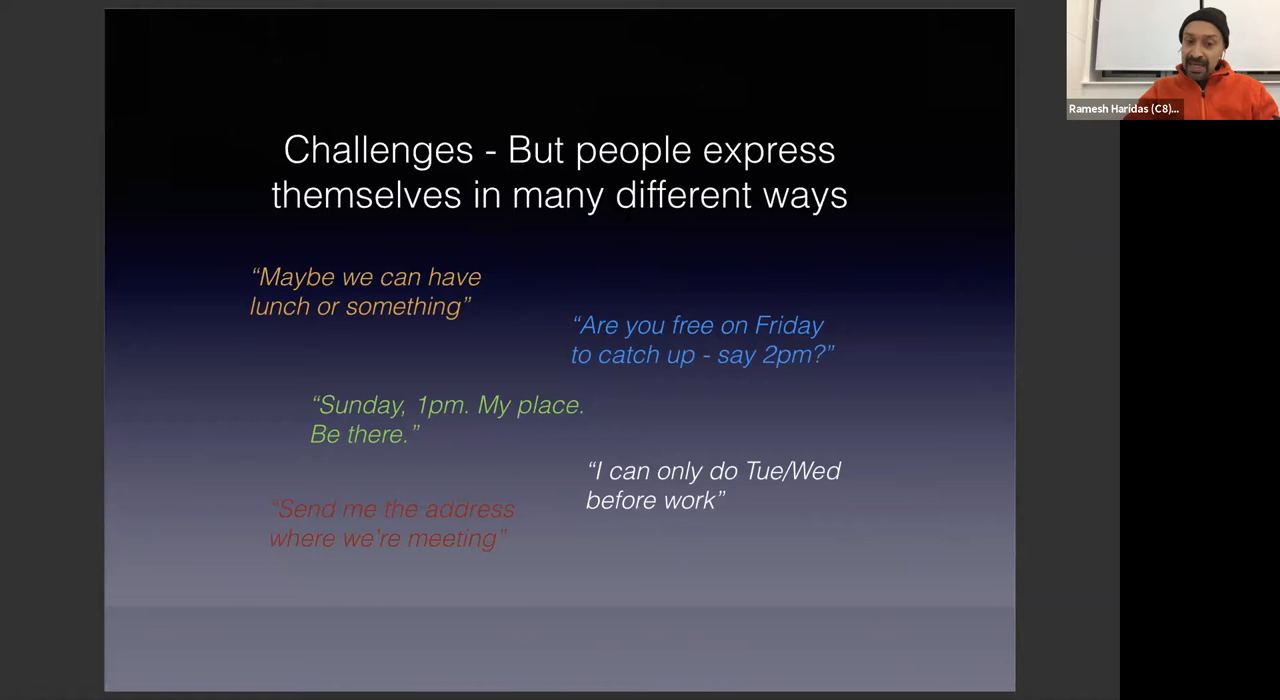 Challenges - But people express
themselves in many different ways
“Maybe we can have
lunch or something”
“Are you free on Friday
to catch up - say 2pm?”
“Sunday, 1pm. My place.
Be there.”
“I can only do Tue/Wed
before work”
“Send me the address
where we’re meeting”
Ramesh Haridas (C8)...